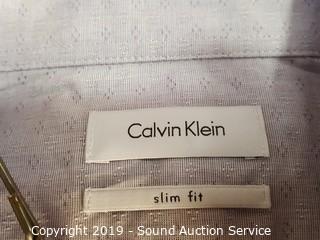 Calvin Klein
slim fit
Copyright 2019 - Sound Auction Service